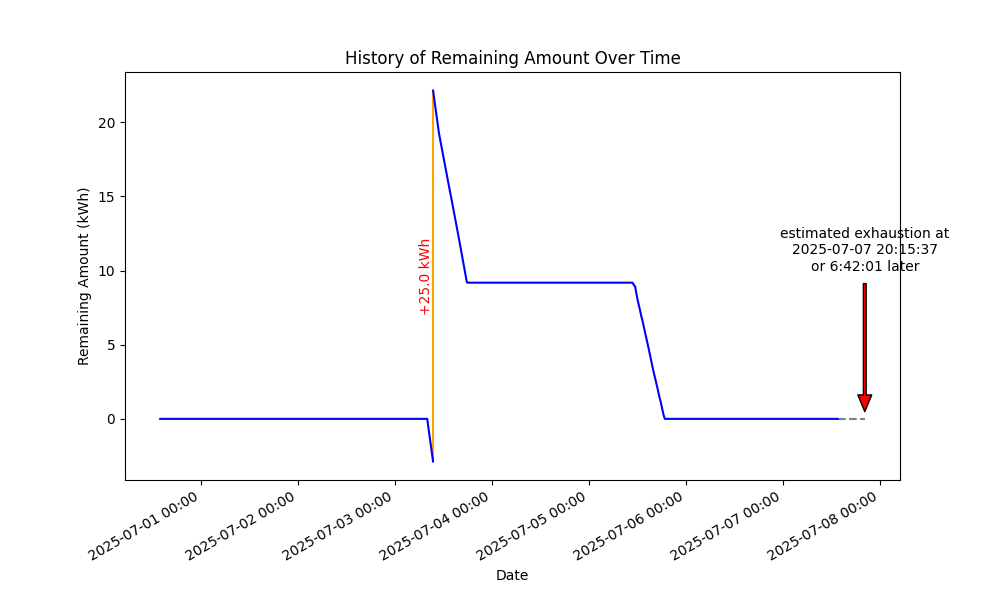 History of Remaining Amount Over Time
Remaining Amount (kWh)
20
15
10
5
0
+25.0 kWh
estimated exhaustion at
2025-07-07 20:15:37
or 6:42:01 later
2025-07-01 00:00
2025-07-02 00:00
2025-07-03 00:00
2025-07-04 00:00
2025-07-05 00:00
2025-07-06 00:00
2025-07-07 00:00
2025-07-08 00:00
Date